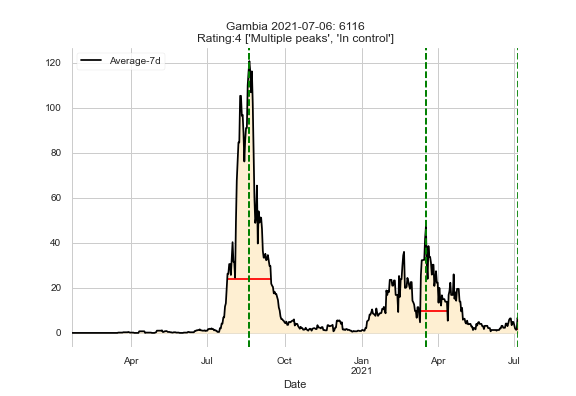 Gambia 2021-07-06: 6116
Rating:4 ['Multiple peaks', 'In control']
Average-7d
120
100
80
60
40
20
0
Apr Jul Oct Jan Apr Jul
2021
Date